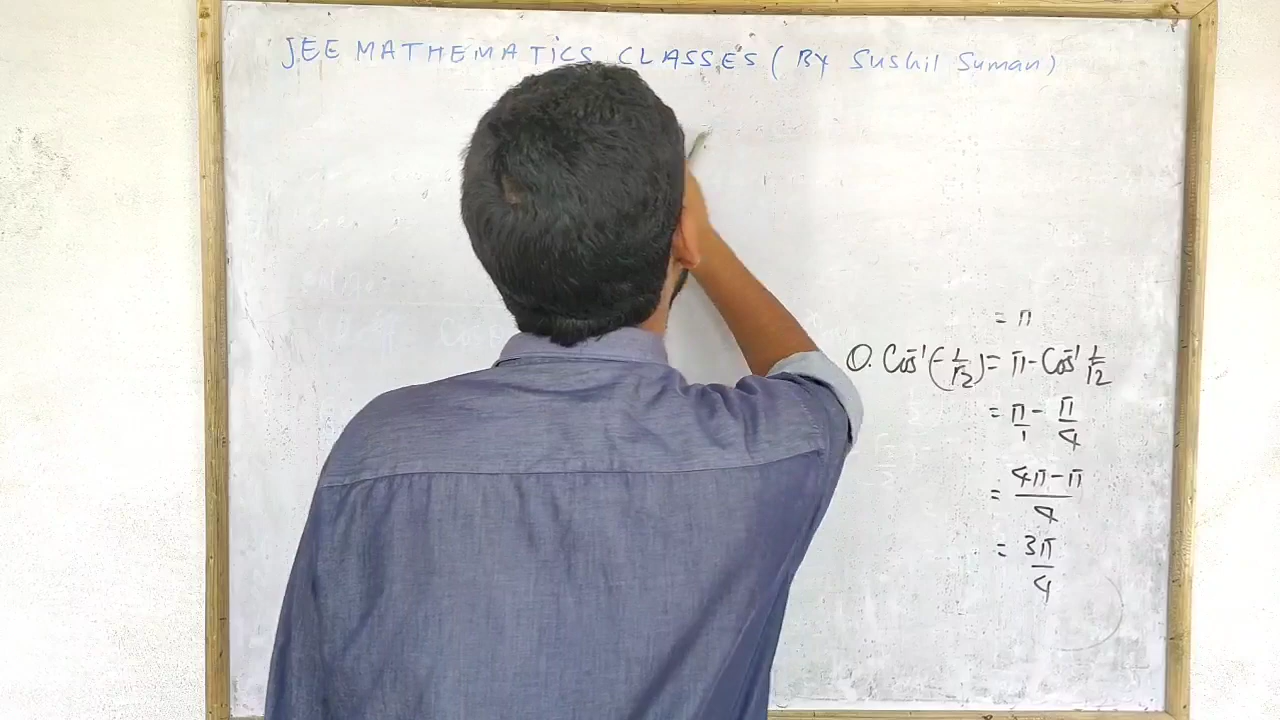 JEE MATHEMATICS CLASSES ( By Sushil Suman )
= π
Q. Cos⁻¹(-1/√2) = π - Cos⁻¹ 1/√2
= π/1 - π/4
= 4π-π/4
= 3π/4